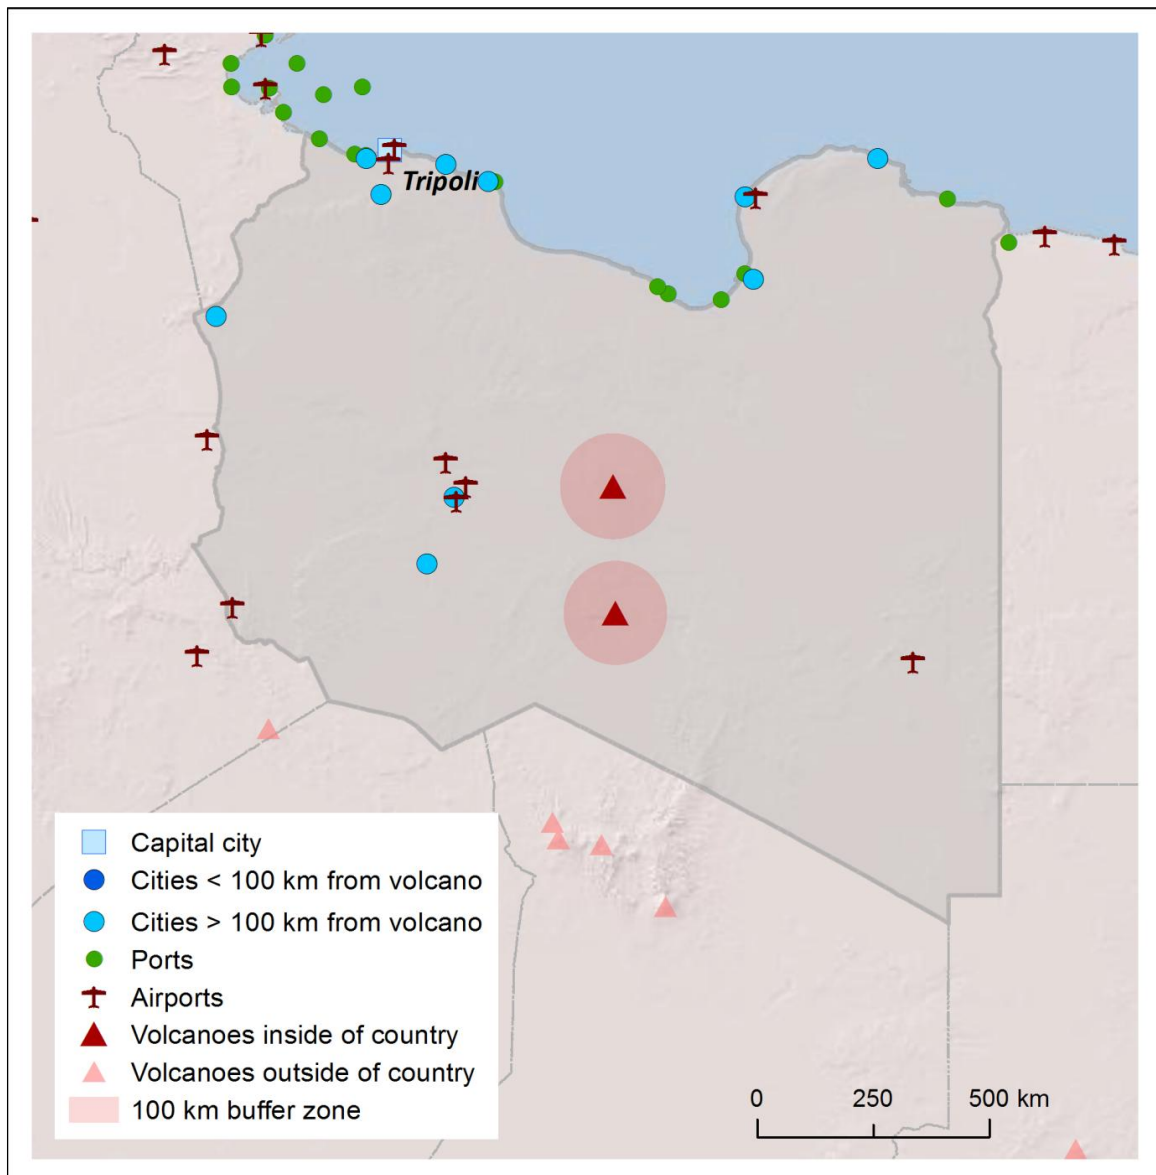 Tripoli
Capital city
Cities < 100 km from volcano
Cities > 100 km from volcano
Ports
Airports
Volcanoes inside of country
Volcanoes outside of country
100 km buffer zone
0 250 500 km